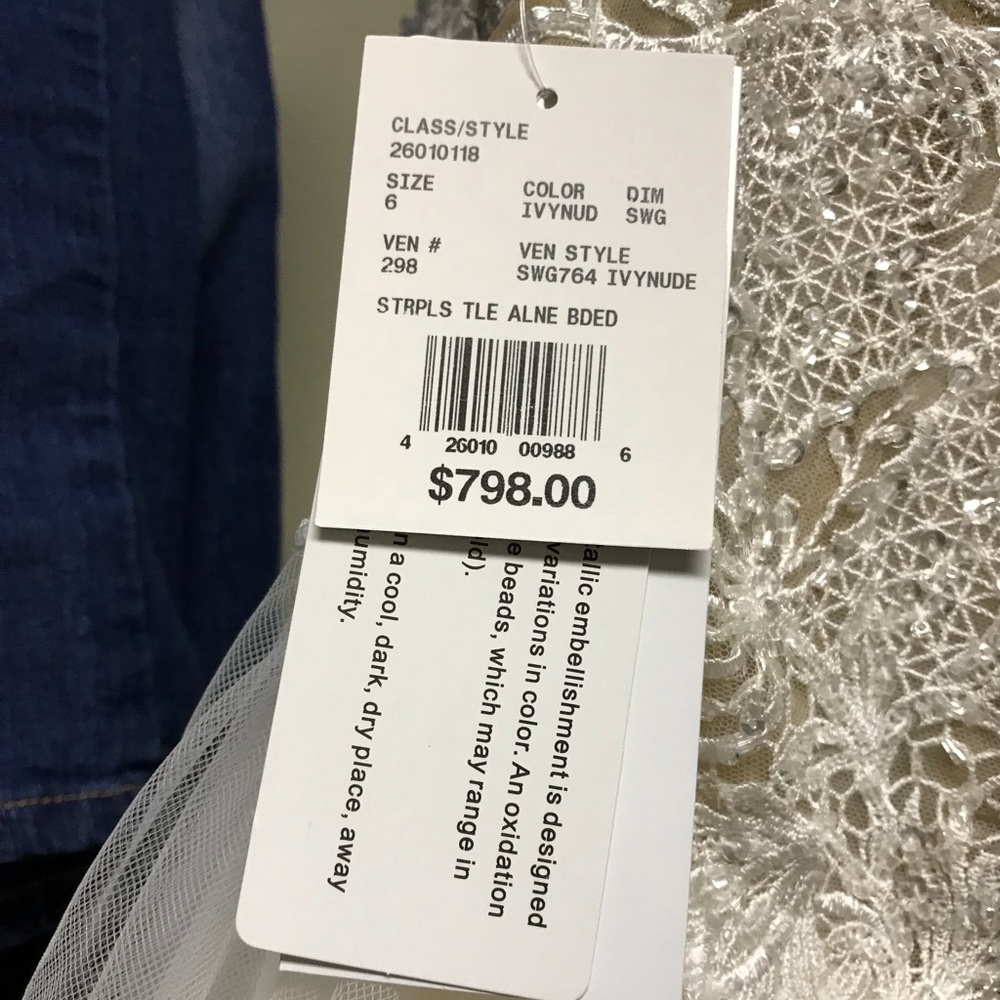 CLASS/STYLE
26010118
SIZE COLOR DIM
6 IVYNUD SWG
VEN # VEN STYLE
298 SWG764 IVYNUDE
STRPLS TLE ALNE BDED
4 26010 00988 6
$798.00
allic embellishment is designed
variations in color. An oxidation
e beads, which may range in
ld).
n a cool, dark, dry place, away
umidity.